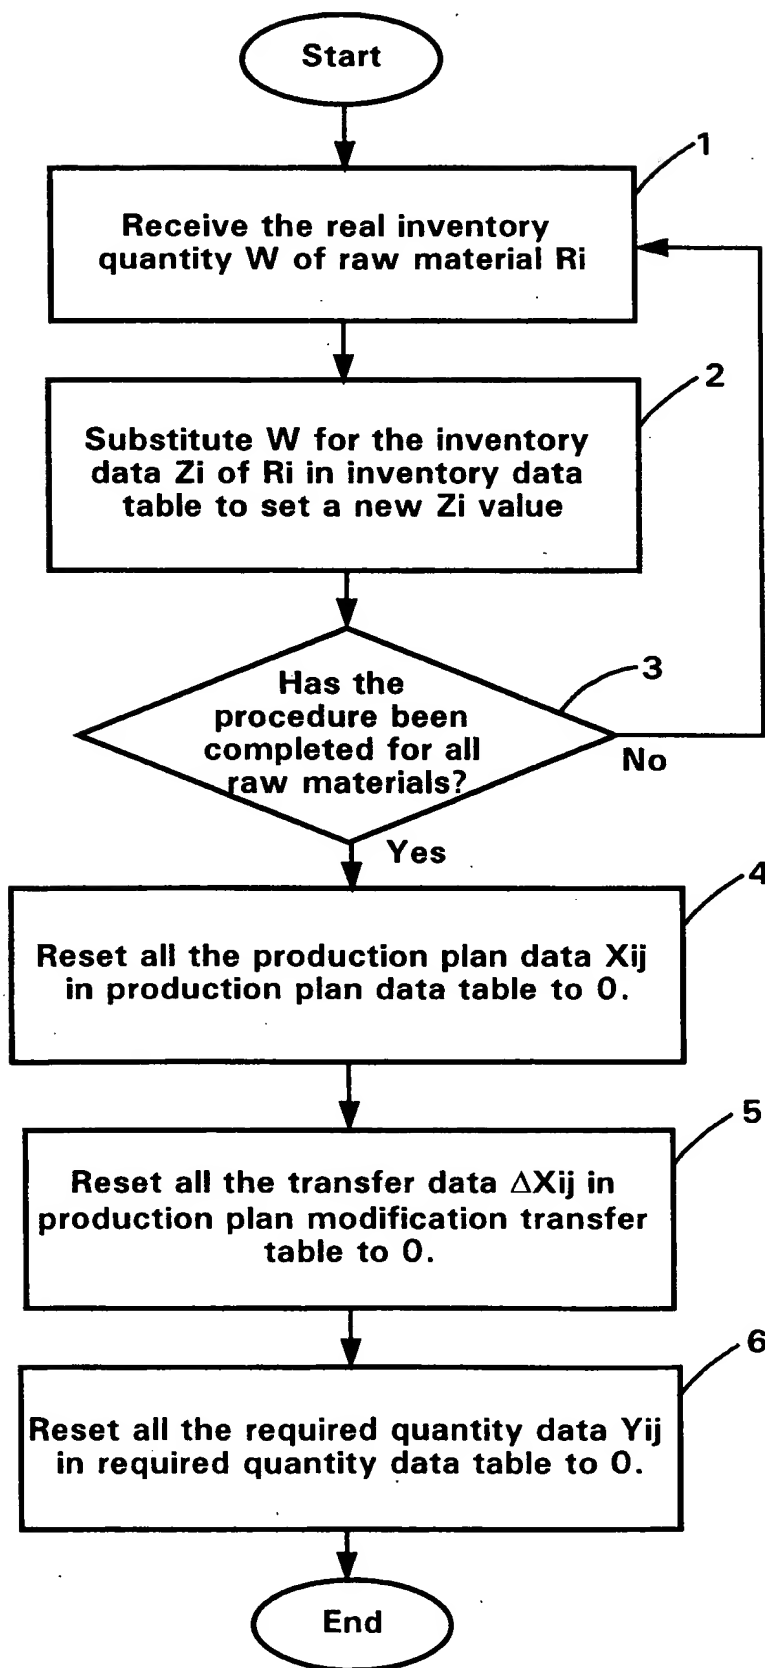 Start
1
Receive the real inventory
quantity W of raw material Ri
2
Substitute W for the inventory
data Zi of Ri in inventory data
table to set a new Zi value
3
Has the
procedure been
completed for all
raw materials?
No
Yes
4
Reset all the production plan data Xij
in production plan data table to 0.
5
Reset all the transfer data ΔXij in
production plan modification transfer
table to 0.
6
Reset all the required quantity data Yij
in required quantity data table to 0.
End